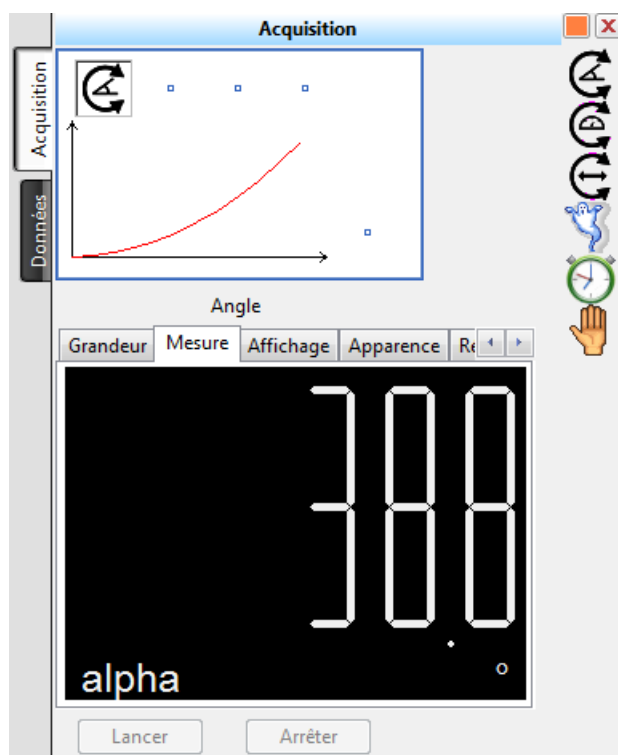 Acquisition
Acquisition
Données
Angle
Grandeur Mesure Affichage Apparence
38.8
alpha °
Lancer Arrêter